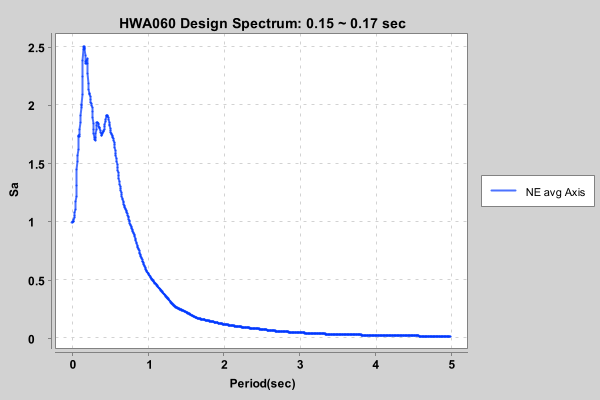 HWA060 Design Spectrum: 0.15 ~ 0.17 sec
2.5
2
1.5
1
0.5
0
Sa
0 1 2 3 4 5
Period(sec)
NE avg Axis